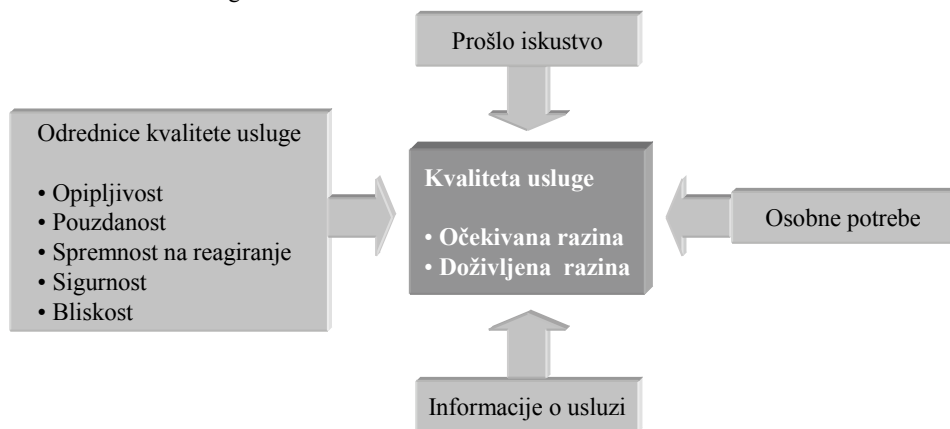 Prošlo iskustvo
Odrednice kvalitete usluge
• Opipljivost
• Pouzdanost
• Spremnost na reagiranje
• Sigurnost
• Bliskost
Kvaliteta usluge
• Očekivana razina
• Doživljena razina
Osobne potrebe
Informacije o usluzi